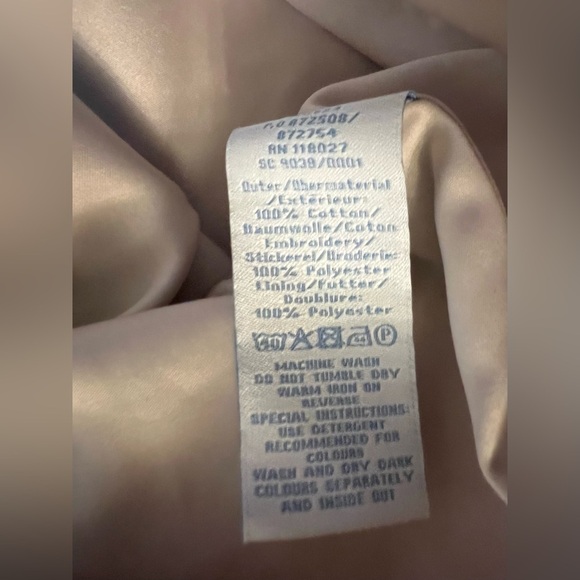 P.O 872508/
872754
RN 118027
SC 9039/0001
Outer/Obermaterial
/Extérieur:
100% Cotton/
Baumwolle/Coton
Embroidery/
Stickerei/Broderie:
100% Polyester
Lining/Futter/
Doublure:
100% Polyester
P
MACHINE WASH
DO NOT TUMBLE DRY
WARM IRON ON
REVERSE
SPECIAL INSTRUCTIONS:
USE DETERGENT
RECOMMENDED FOR
COLOURS
WASH AND DRY DARK
COLOURS SEPARATELY
AND INSIDE OUT